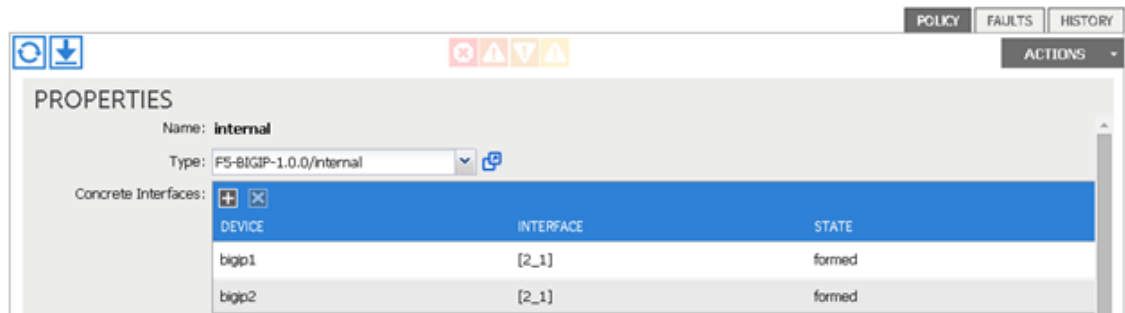 POLICY FAULTS HISTORY
ACTIONS
PROPERTIES
Name: internal
Type: F5-BIGIP-1.0.0/internal
Concrete Interfaces:
DEVICE INTERFACE STATE
bigip1 [2_1] formed
bigip2 [2_1] formed